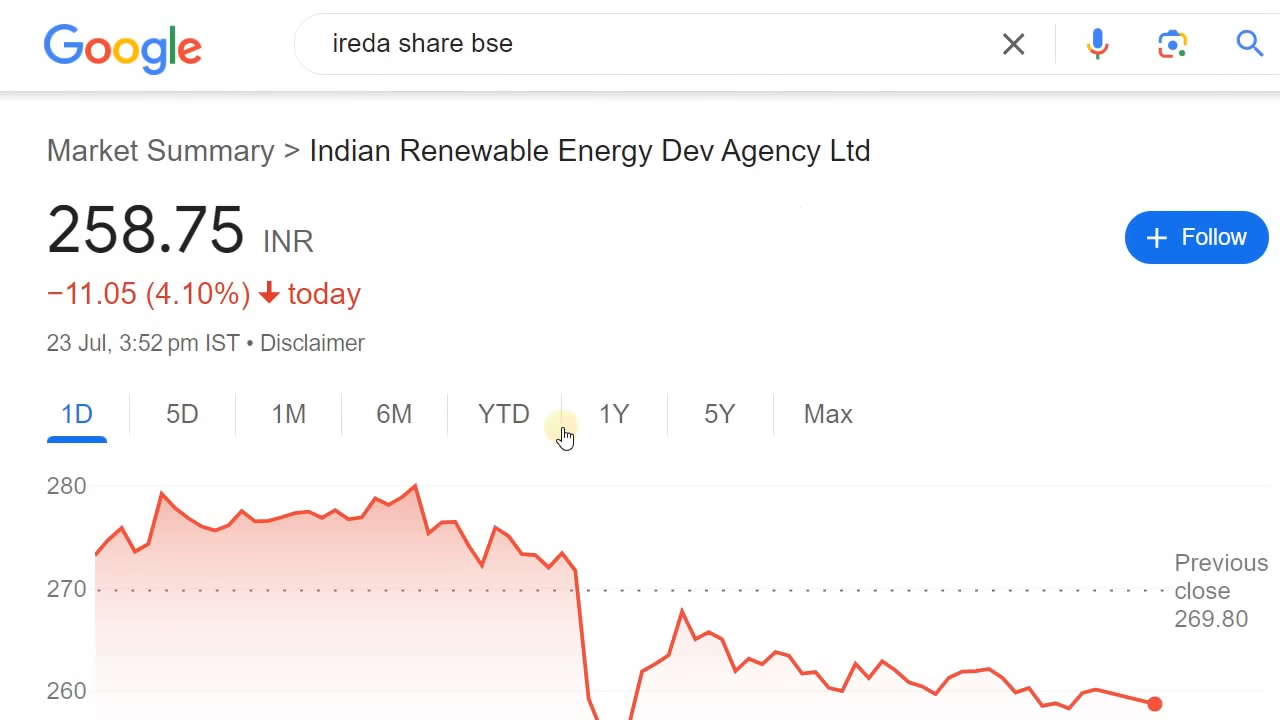 Google
ireda share bse
Market Summary > Indian Renewable Energy Dev Agency Ltd
258.75 INR
+ Follow
−11.05 (4.10%) ↓ today
23 Jul, 3:52 pm IST • Disclaimer
1D 5D 1M 6M YTD 1Y 5Y Max
280
270
260
Previous
close
269.80